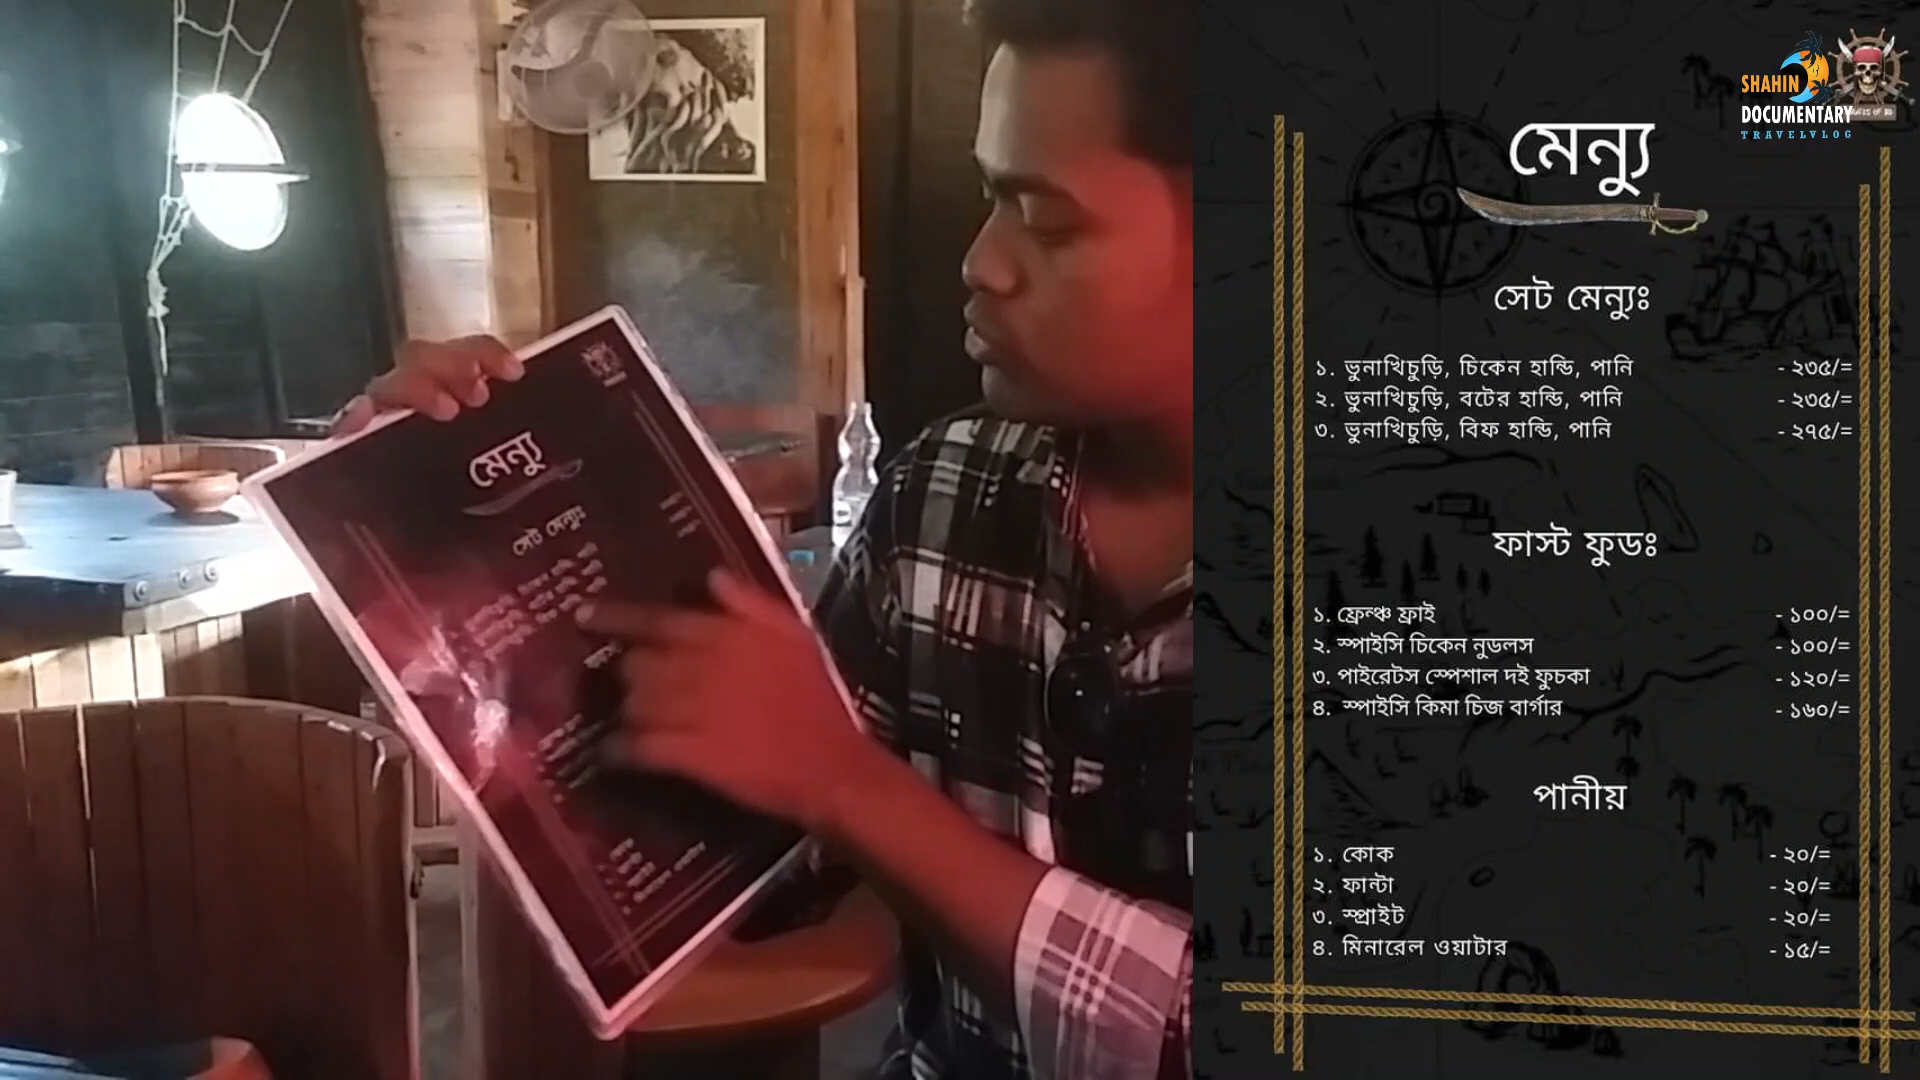 মেন্যু
সেট মেন্যুঃ
SHAHIN
DOCUMENTARY
TRAVELVLOG
মেন্যু
সেট মেন্যুঃ
১. ভুনাখিচুড়ি, চিকেন হান্ডি, পানি - ২৩৫/=
২. ভুনাখিচুড়ি, বটের হান্ডি, পানি - ২৩৫/=
৩. ভুনাখিচুড়ি, বিফ হান্ডি, পানি - ২৭৫/=
ফাস্ট ফুডঃ
১. ফ্রেন্ঞ্চ ফ্রাই - ১০০/=
২. স্পাইসি চিকেন নুডলস - ১০০/=
৩. পাইরেটস স্পেশাল দই ফুচকা - ১২০/=
৪. স্পাইসি কিমা চিজ বার্গার - ১৬০/=
পানীয়
১. কোক - ২০/=
২. ফান্টা - ২০/=
৩. স্প্রাইট - ২০/=
৪. মিনারেল ওয়াটার - ১৫/=